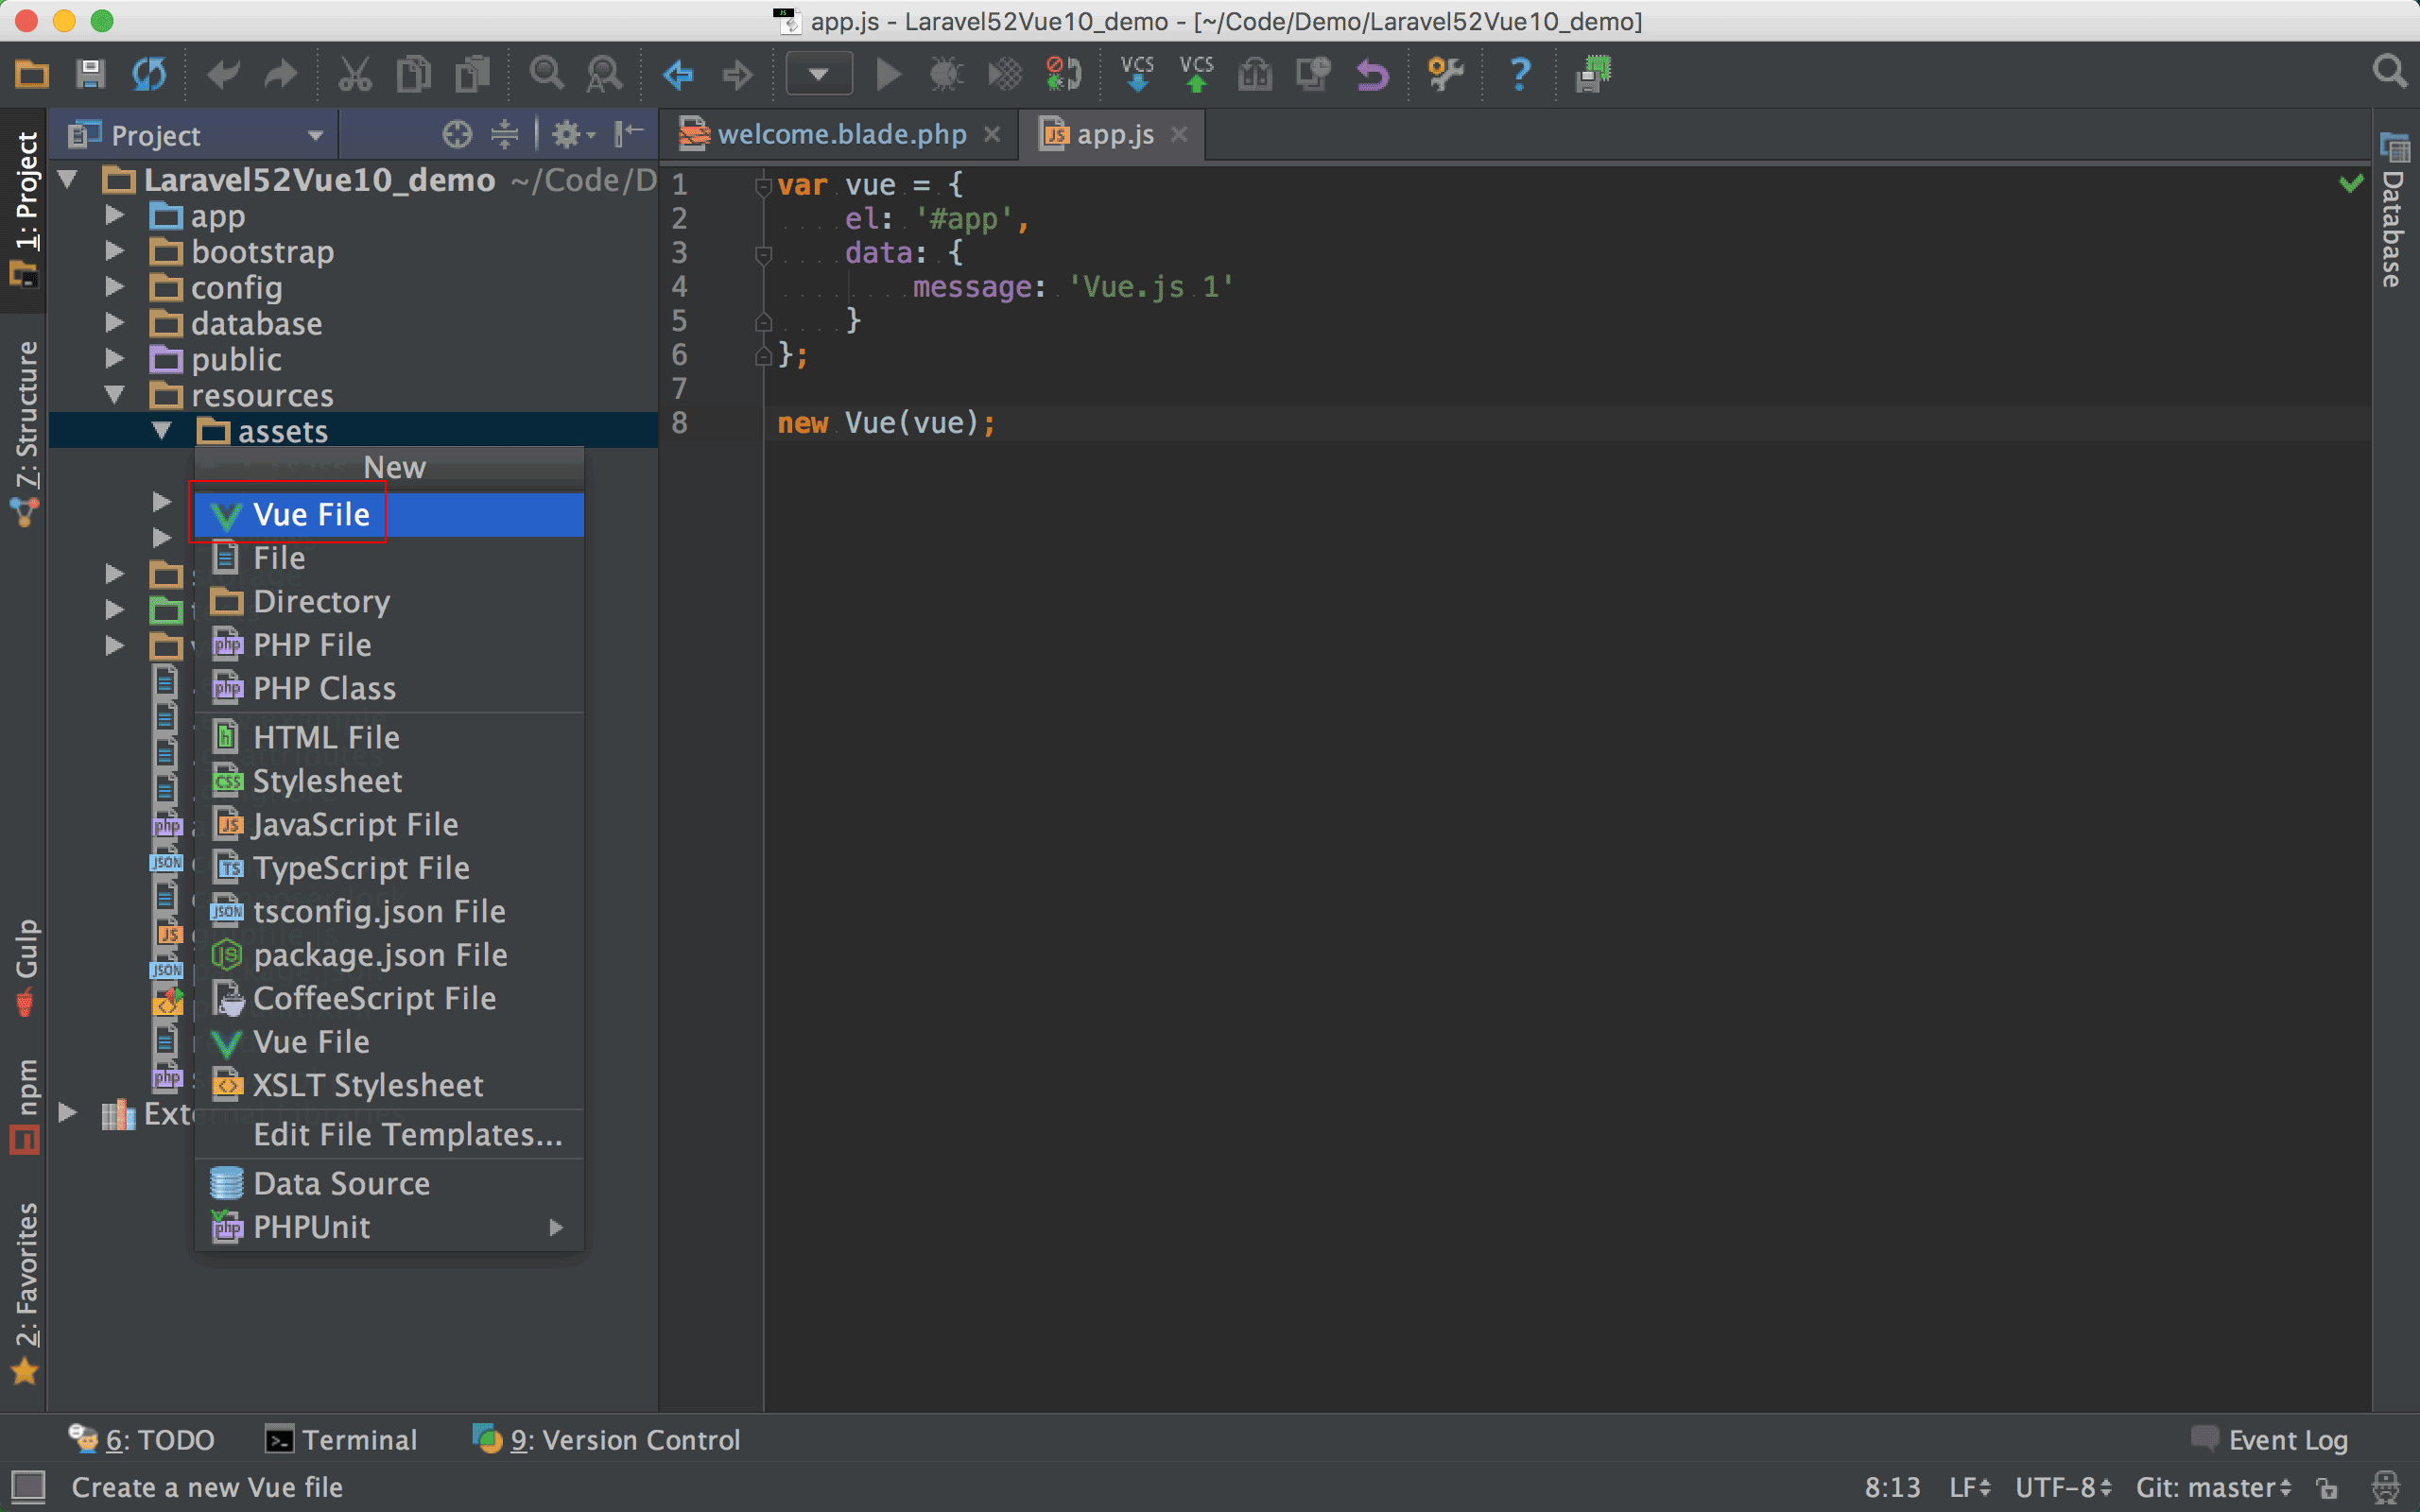 app.js - Laravel52Vue10_demo - [~/Code/Demo/Laravel52Vue10_demo]
VCS VCS ?
1: Project
7: Structure
Gulp
npm
2: Favorites
Project
Laravel52Vue10_demo ~/Code/D
app
bootstrap
config
database
public
resources
assets
New
Vue File
File
Directory
PHP File
PHP Class
HTML File
Stylesheet
JavaScript File
TypeScript File
tsconfig.json File
package.json File
CoffeeScript File
Vue File
XSLT Stylesheet
Edit File Templates...
Data Source
PHPUnit
welcome.blade.php
app.js
1 var vue = {
2 el: '#app',
3 data: {
4 message: 'Vue.js 1'
5 }
6 };
7
8 new Vue(vue);
Database
6: TODO
Terminal
9: Version Control
Event Log
Create a new Vue file
8:13 LF UTF-8 Git: master